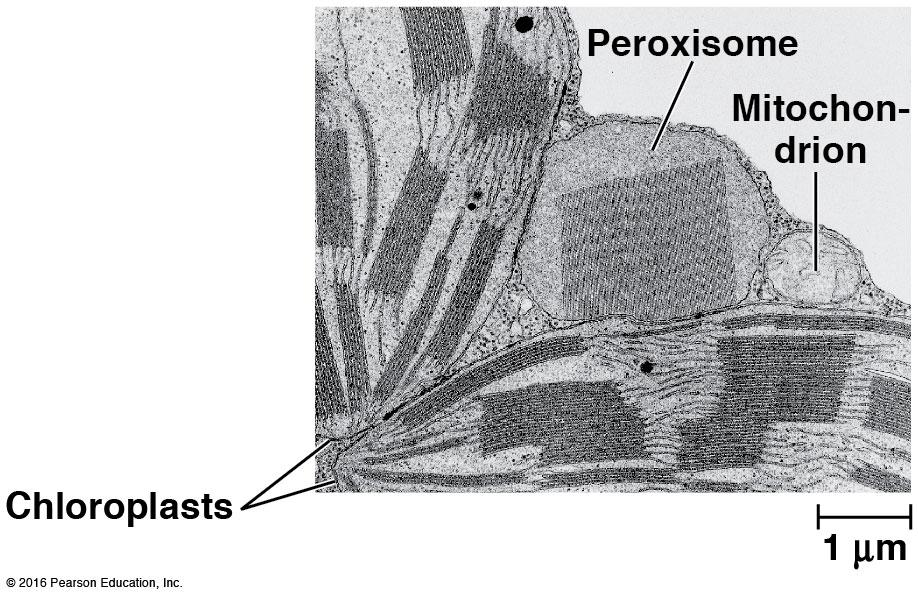 Peroxisome
Mitochon-
drion
Chloroplasts
1 μm
© 2016 Pearson Education, Inc.